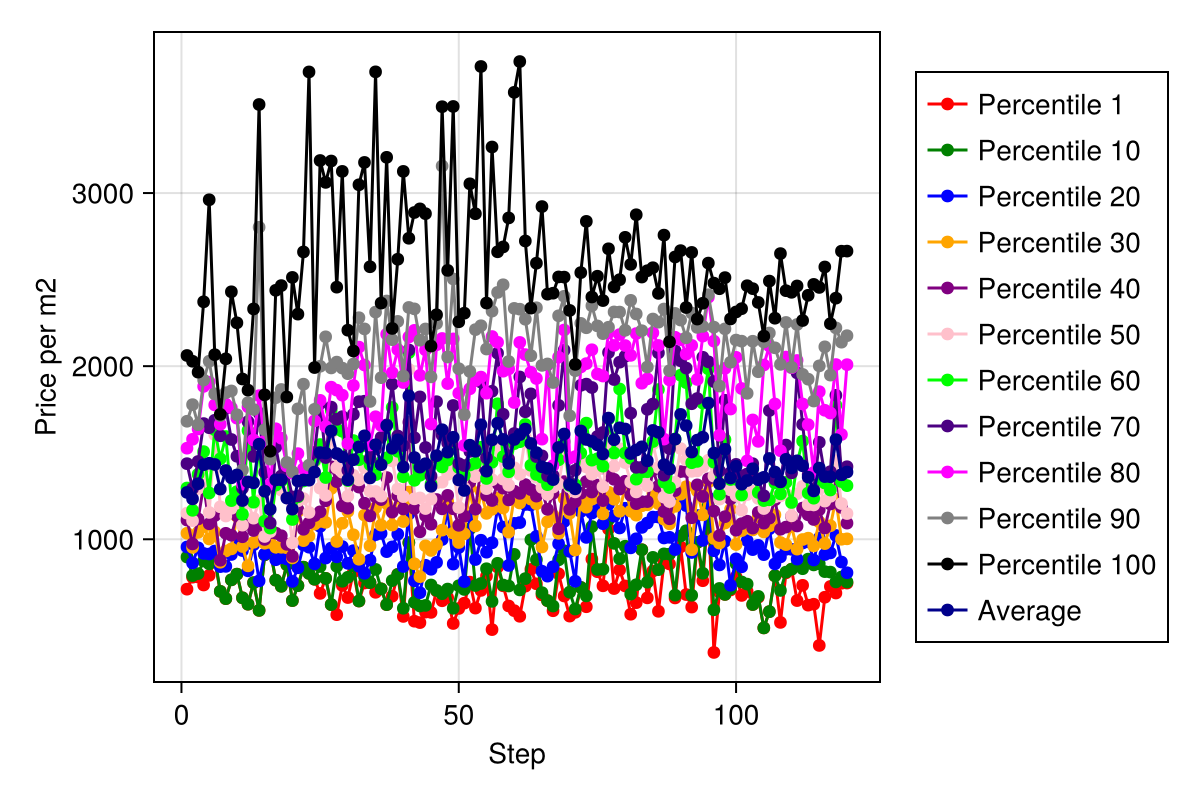 Price per m2
3000
2000
1000
0
50
100
Step
Percentile 1
Percentile 10
Percentile 20
Percentile 30
Percentile 40
Percentile 50
Percentile 60
Percentile 70
Percentile 80
Percentile 90
Percentile 100
Average